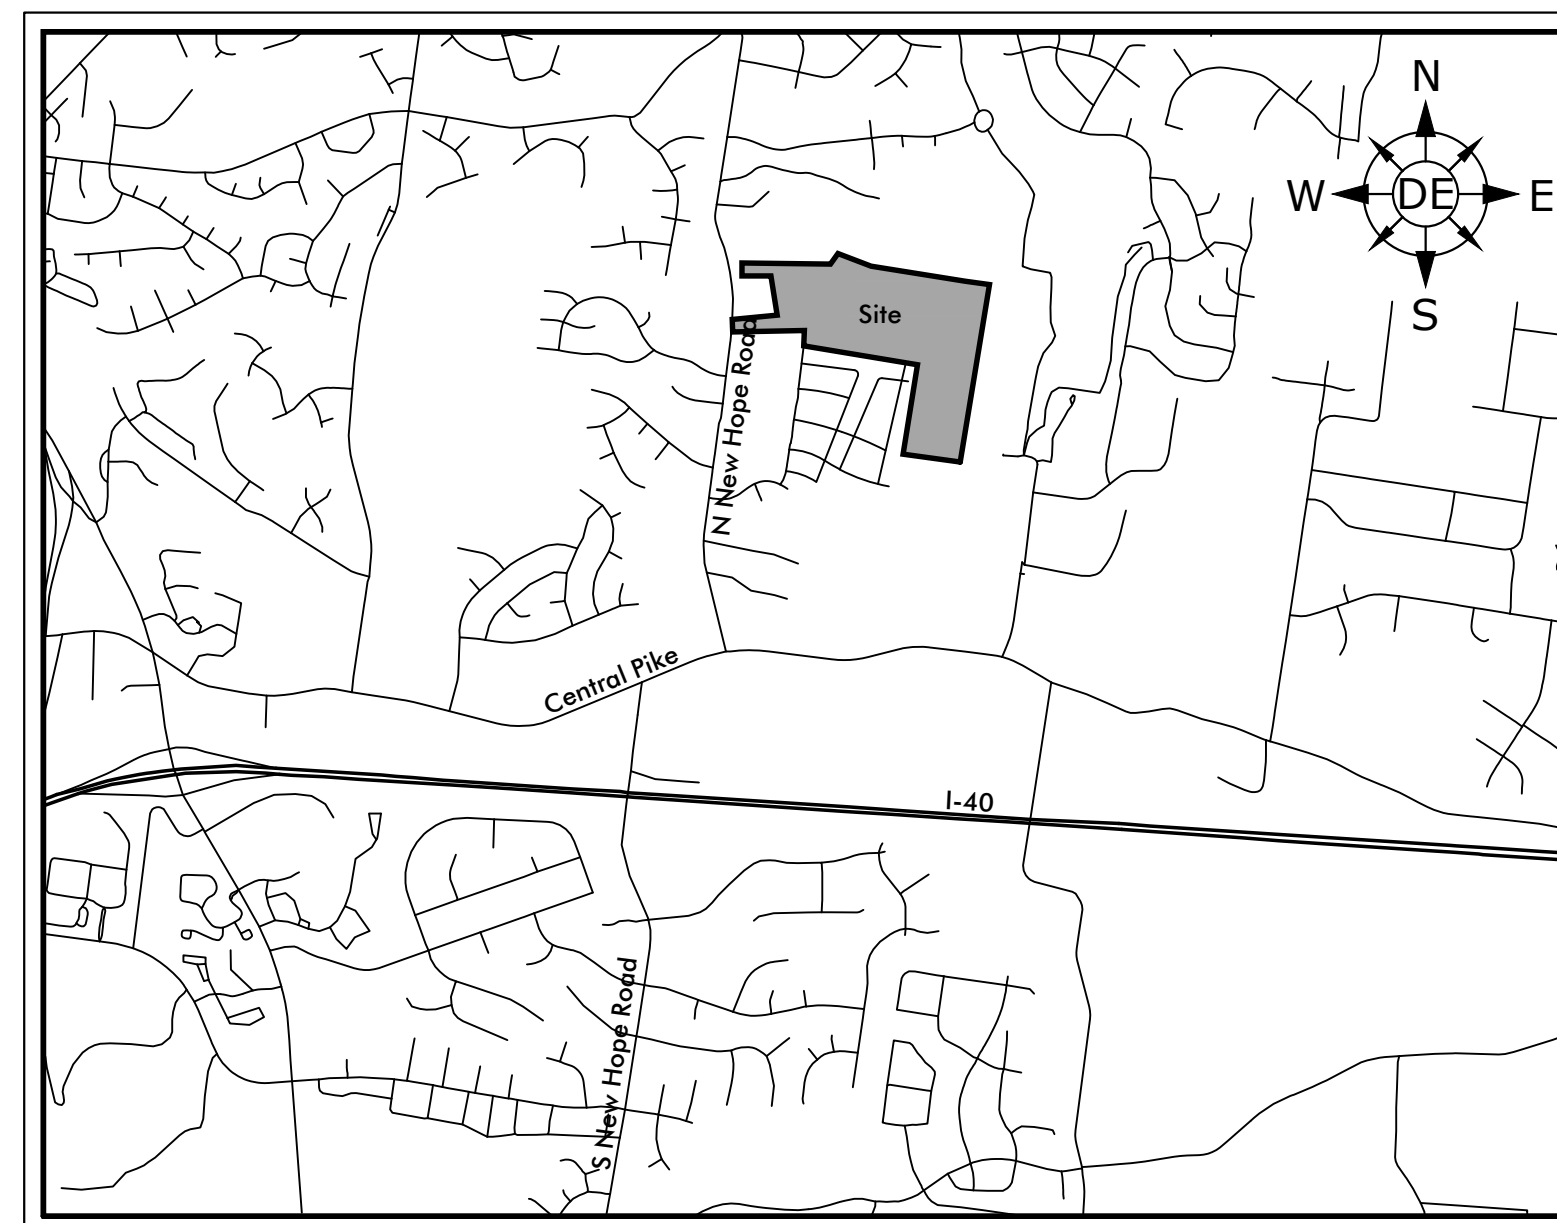 N
W DE E
S
Site
N New Hope Road
Central Pike
I-40
S New Hope Road